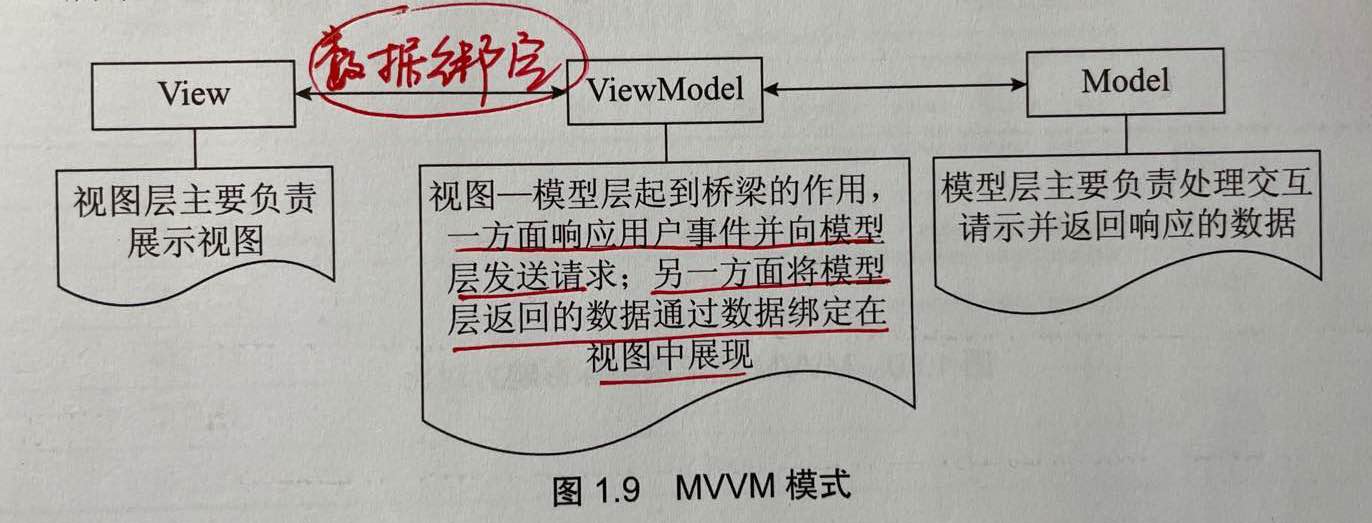 数据绑定
View
ViewModel
Model
视图层主要负责
展示视图
视图—模型层起到桥梁的作用，
一方面响应用户事件并向模型
层发送请求；另一方面将模型
层返回的数据通过数据绑定在
视图中展现
模型层主要负责处理交互
请示并返回响应的数据
图 1.9 MVVM 模式